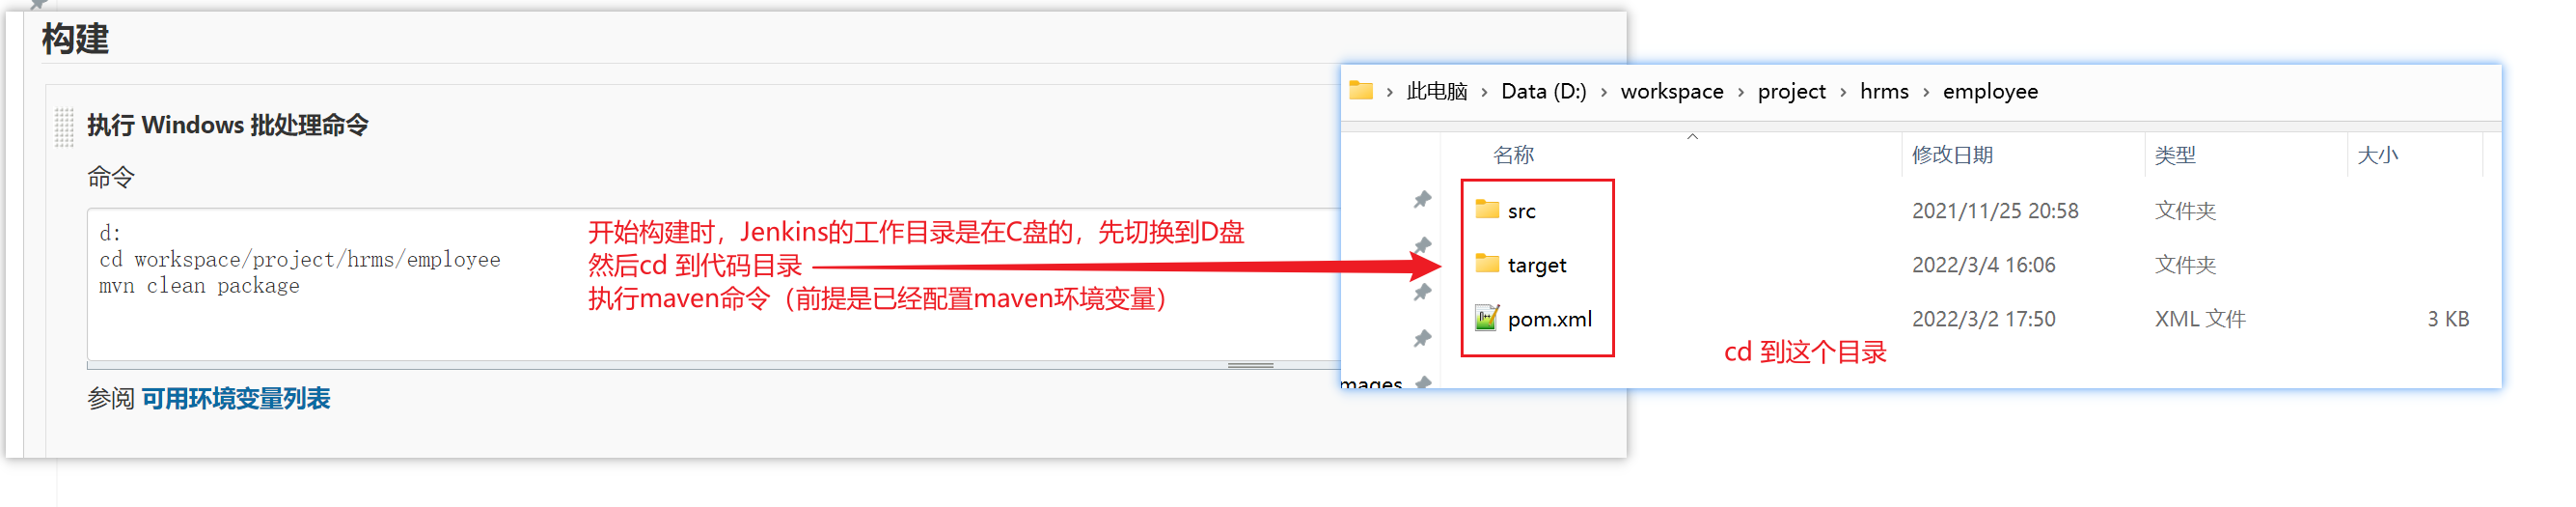 构建
执行 Windows 批处理命令
命令
d:
cd workspace/project/hrms/employee
mvn clean package
开始构建时，Jenkins的工作目录是在C盘的，先切换到D盘
然后cd 到代码目录
执行maven命令（前提是已经配置maven环境变量）
参阅 可用环境变量列表
此电脑 › Data (D:) › workspace › project › hrms › employee
名称 修改日期 类型 大小
src 2021/11/25 20:58 文件夹
target 2022/3/4 16:06 文件夹
pom.xml 2022/3/2 17:50 XML 文件 3 KB
cd 到这个目录
mages